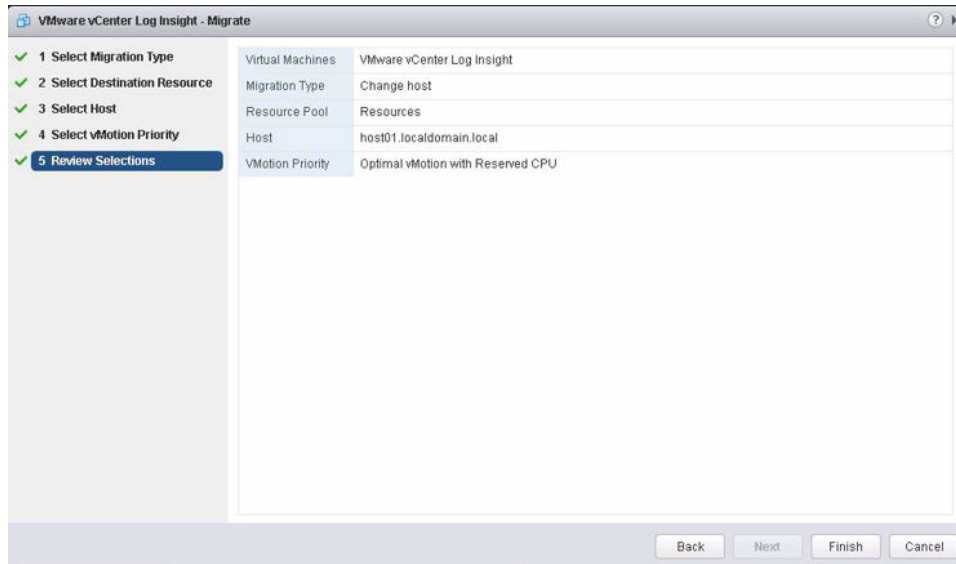 VMware vCenter Log Insight - Migrate
?
1 Select Migration Type
2 Select Destination Resource
3 Select Host
4 Select vMotion Priority
5 Review Selections
Virtual Machines VMware vCenter Log Insight
Migration Type Change host
Resource Pool Resources
Host host01.localdomain.local
VMotion Priority Optimal vMotion with Reserved CPU
Back Next Finish Cancel